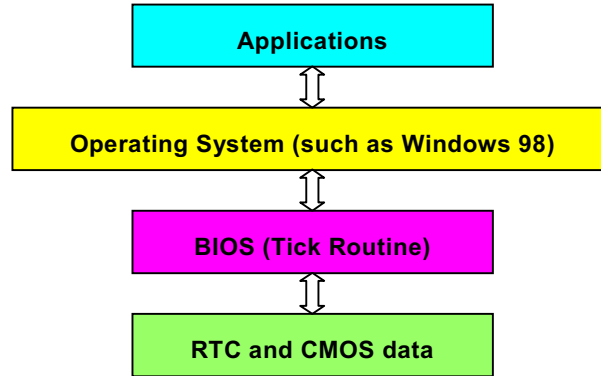 Applications
Operating System (such as Windows 98)
BIOS (Tick Routine)
RTC and CMOS data